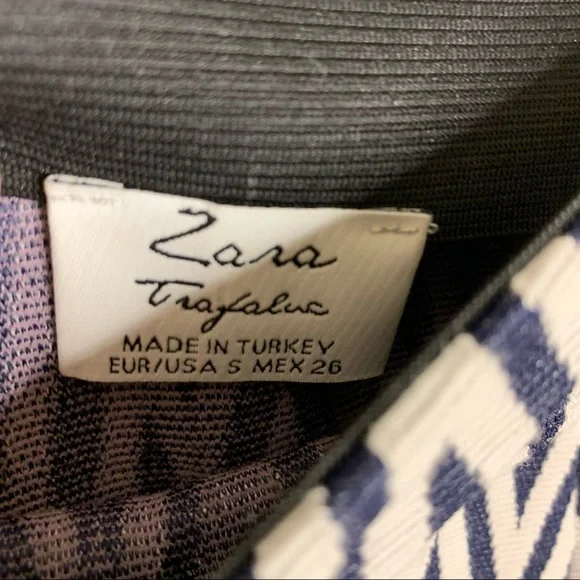 Zara
Trafaluc
MADE IN TURKEY
EUR/USA S MEX 26